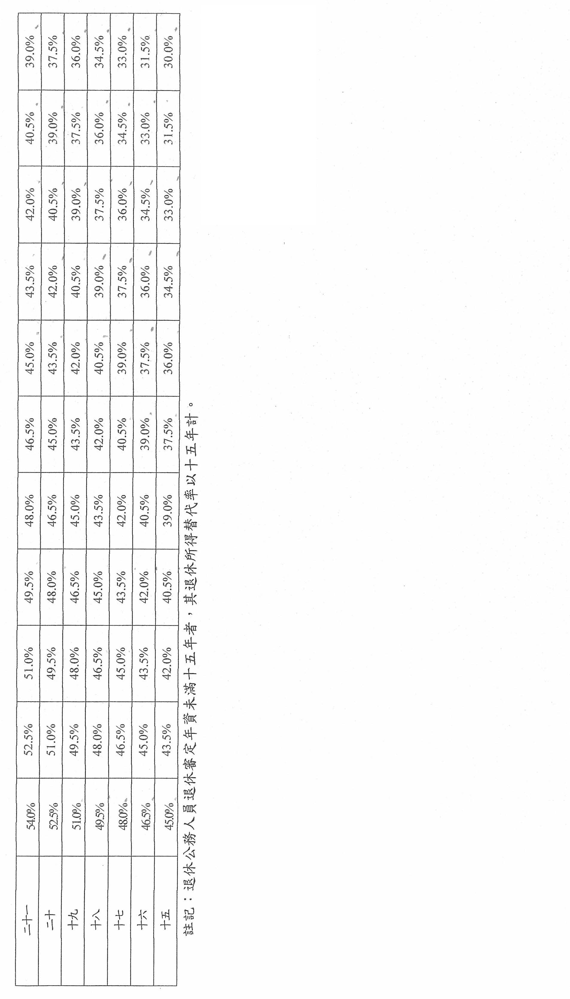 二十一 54.0% 52.5% 51.0% 49.5% 48.0% 46.5% 45.0% 43.5% 42.0% 40.5% 39.0%
二十 52.5% 51.0% 49.5% 48.0% 46.5% 45.0% 43.5% 42.0% 40.5% 39.0% 37.5%
十九 51.0% 49.5% 48.0% 46.5% 45.0% 43.5% 42.0% 40.5% 39.0% 37.5% 36.0%
十八 49.5% 48.0% 46.5% 45.0% 43.5% 42.0% 40.5% 39.0% 37.5% 36.0% 34.5%
十七 48.0% 46.5% 45.0% 43.5% 42.0% 40.5% 39.0% 37.5% 36.0% 34.5% 33.0%
十六 46.5% 45.0% 43.5% 42.0% 40.5% 39.0% 37.5% 36.0% 34.5% 33.0% 31.5%
十五 45.0% 43.5% 42.0% 40.5% 39.0% 37.5% 36.0% 34.5% 33.0% 31.5% 30.0%
註記：退休公務人員退休審定年資未滿十五年者，其退休所得替代率以十五年計。